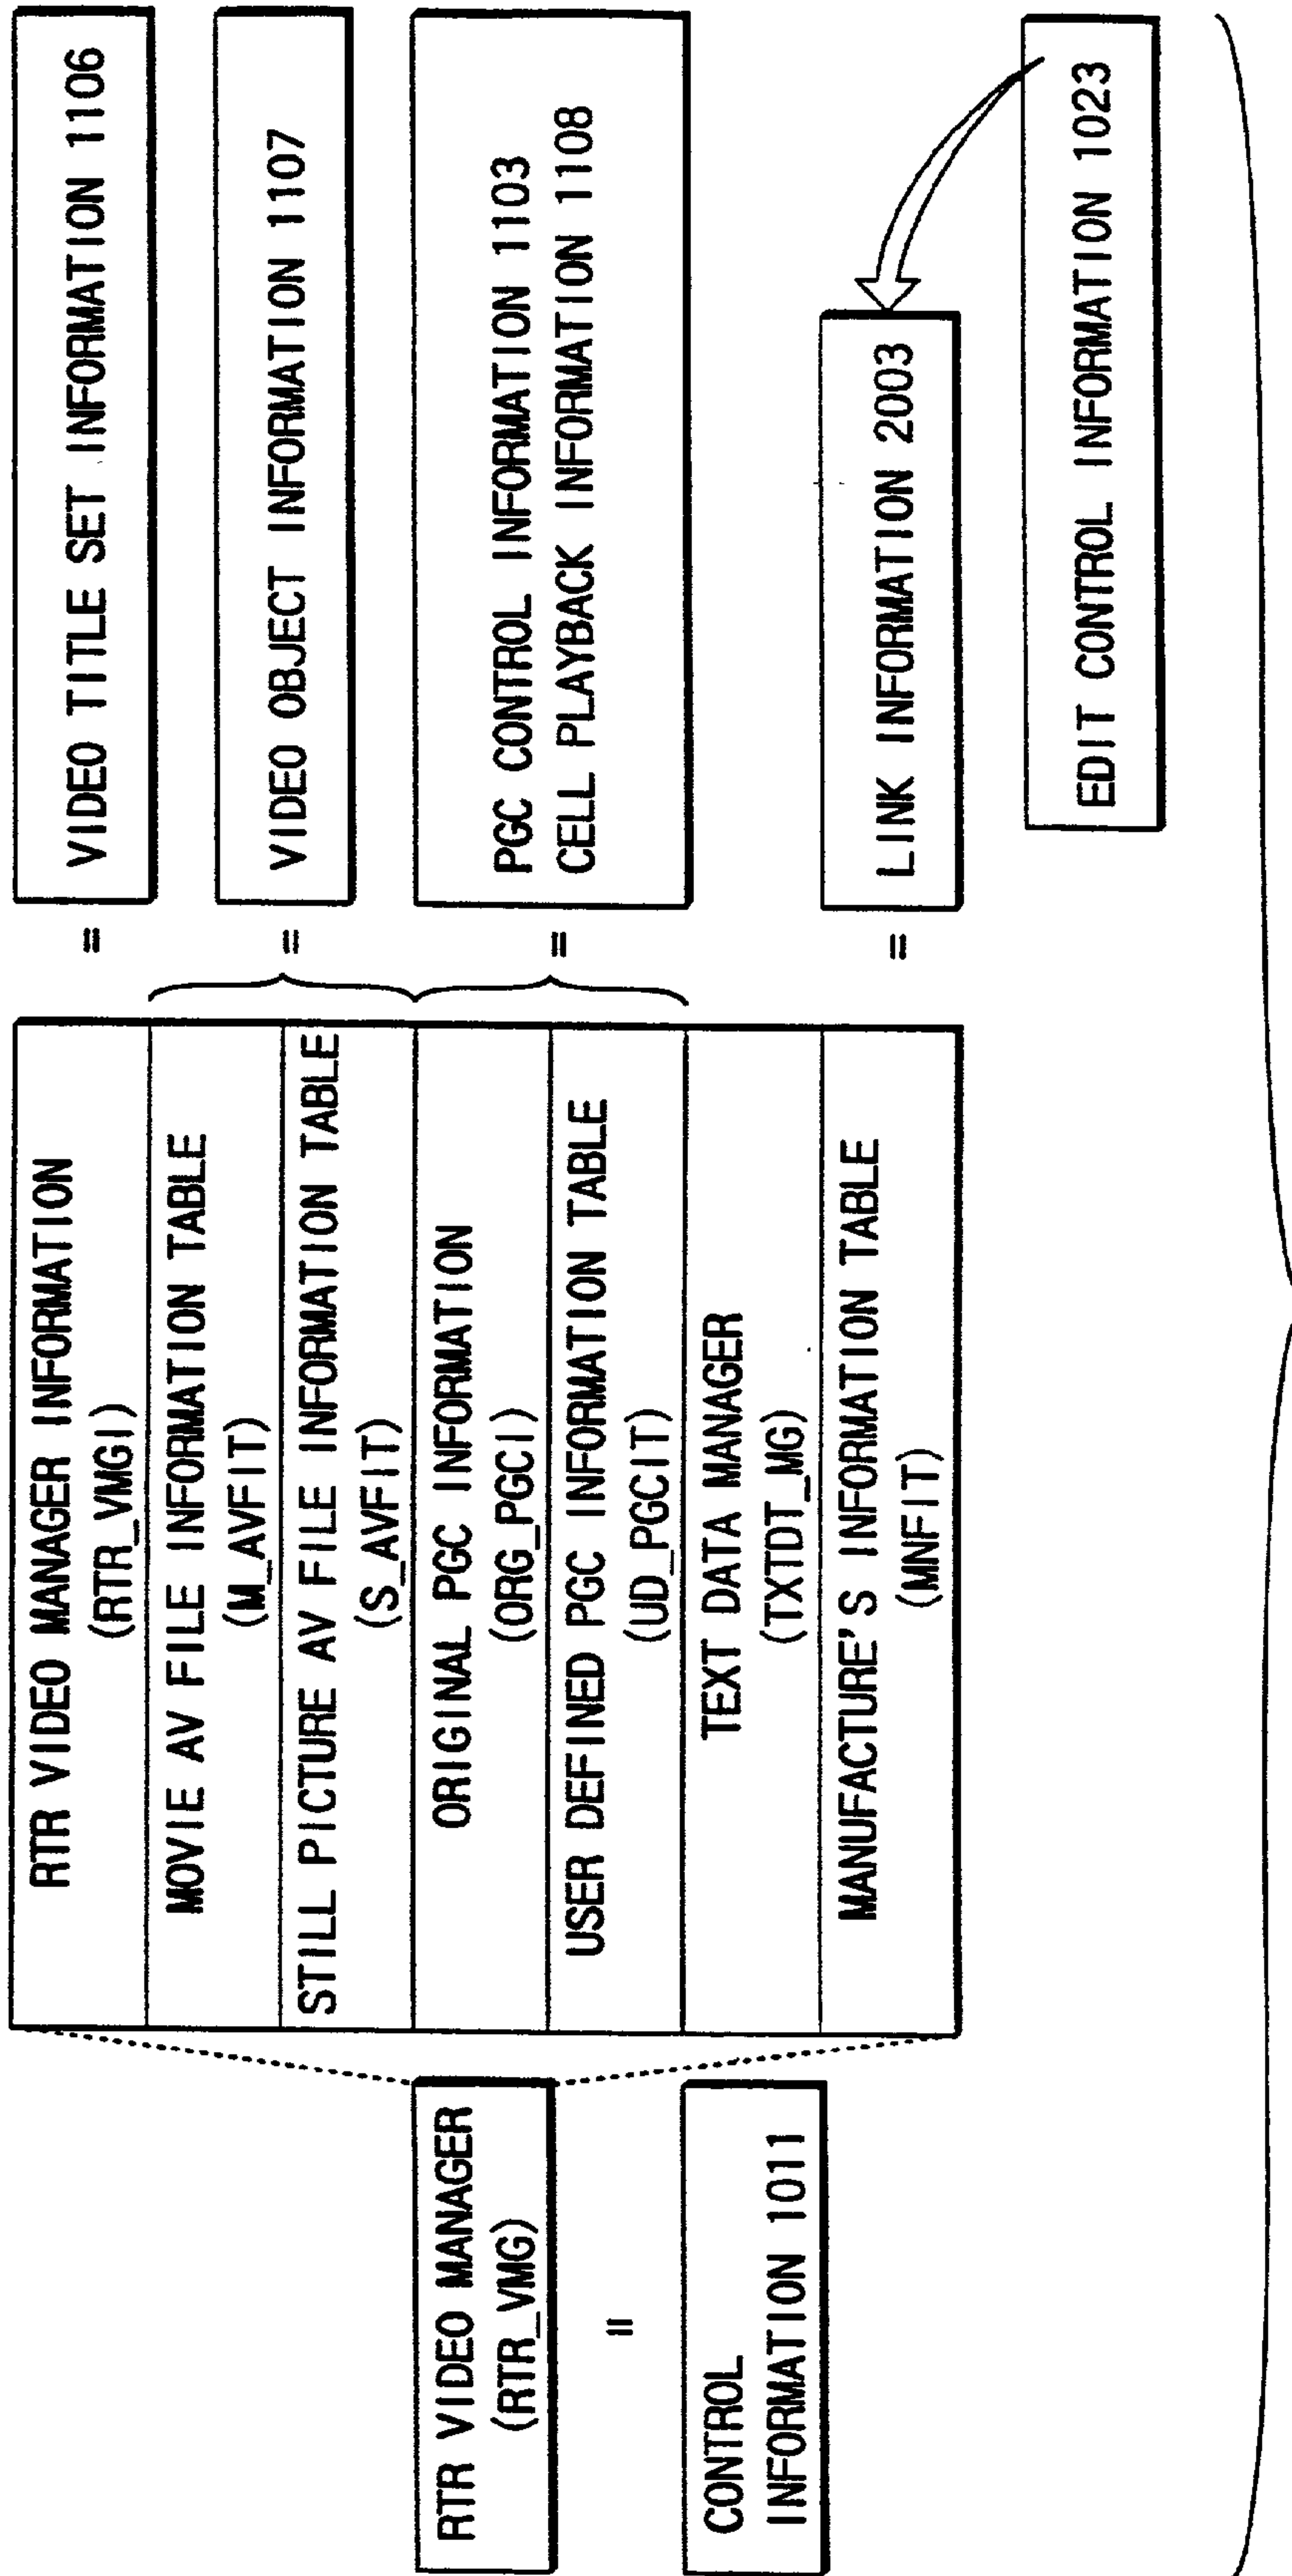 RTR VIDEO MANAGER
(RTR_VMG)
=
CONTROL
INFORMATION 1011
RTR VIDEO MANAGER INFORMATION
(RTR_VMGI)
MOVIE AV FILE INFORMATION TABLE
(M_AVFIT)
STILL PICTURE AV FILE INFORMATION TABLE
(S_AVFIT)
ORIGINAL PGC INFORMATION
(ORG_PGCI)
USER DEFINED PGC INFORMATION TABLE
(UD_PGCIT)
TEXT DATA MANAGER
(TXTDT_MG)
MANUFACTURE'S INFORMATION TABLE
(MNFIT)
= VIDEO TITLE SET INFORMATION 1106
= VIDEO OBJECT INFORMATION 1107
= PGC CONTROL INFORMATION 1103
CELL PLAYBACK INFORMATION 1108
= LINK INFORMATION 2003
EDIT CONTROL INFORMATION 1023